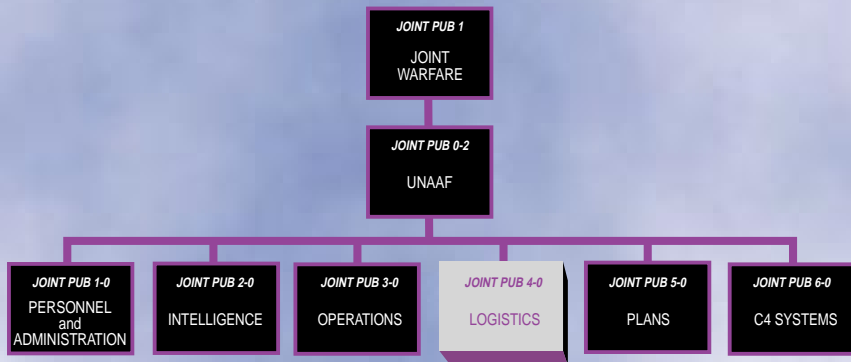 JOINT PUB 1
JOINT
WARFARE
JOINT PUB 0-2
UNAAF
JOINT PUB 1-0
PERSONNEL
and
ADMINISTRATION
JOINT PUB 2-0
INTELLIGENCE
JOINT PUB 3-0
OPERATIONS
JOINT PUB 4-0
LOGISTICS
JOINT PUB 5-0
PLANS
JOINT PUB 6-0
C4 SYSTEMS